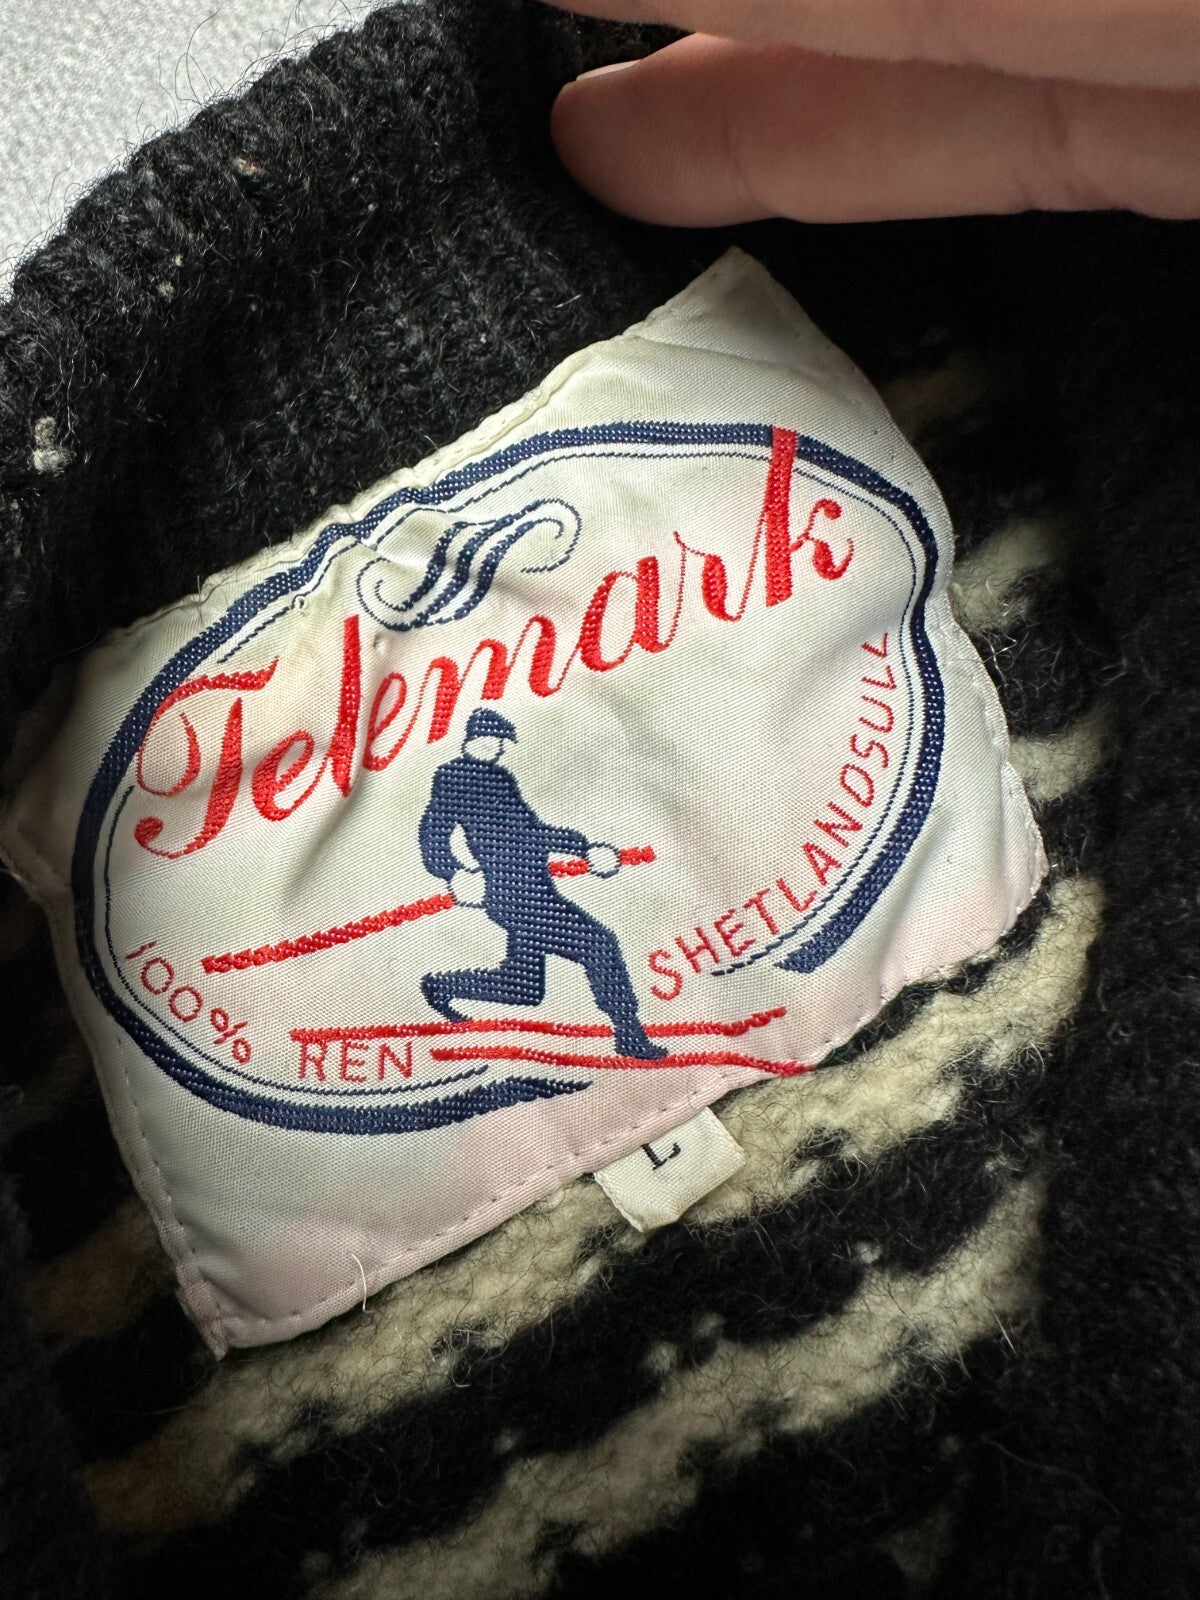 Telemark
100% REN SHETLANDSULL
L